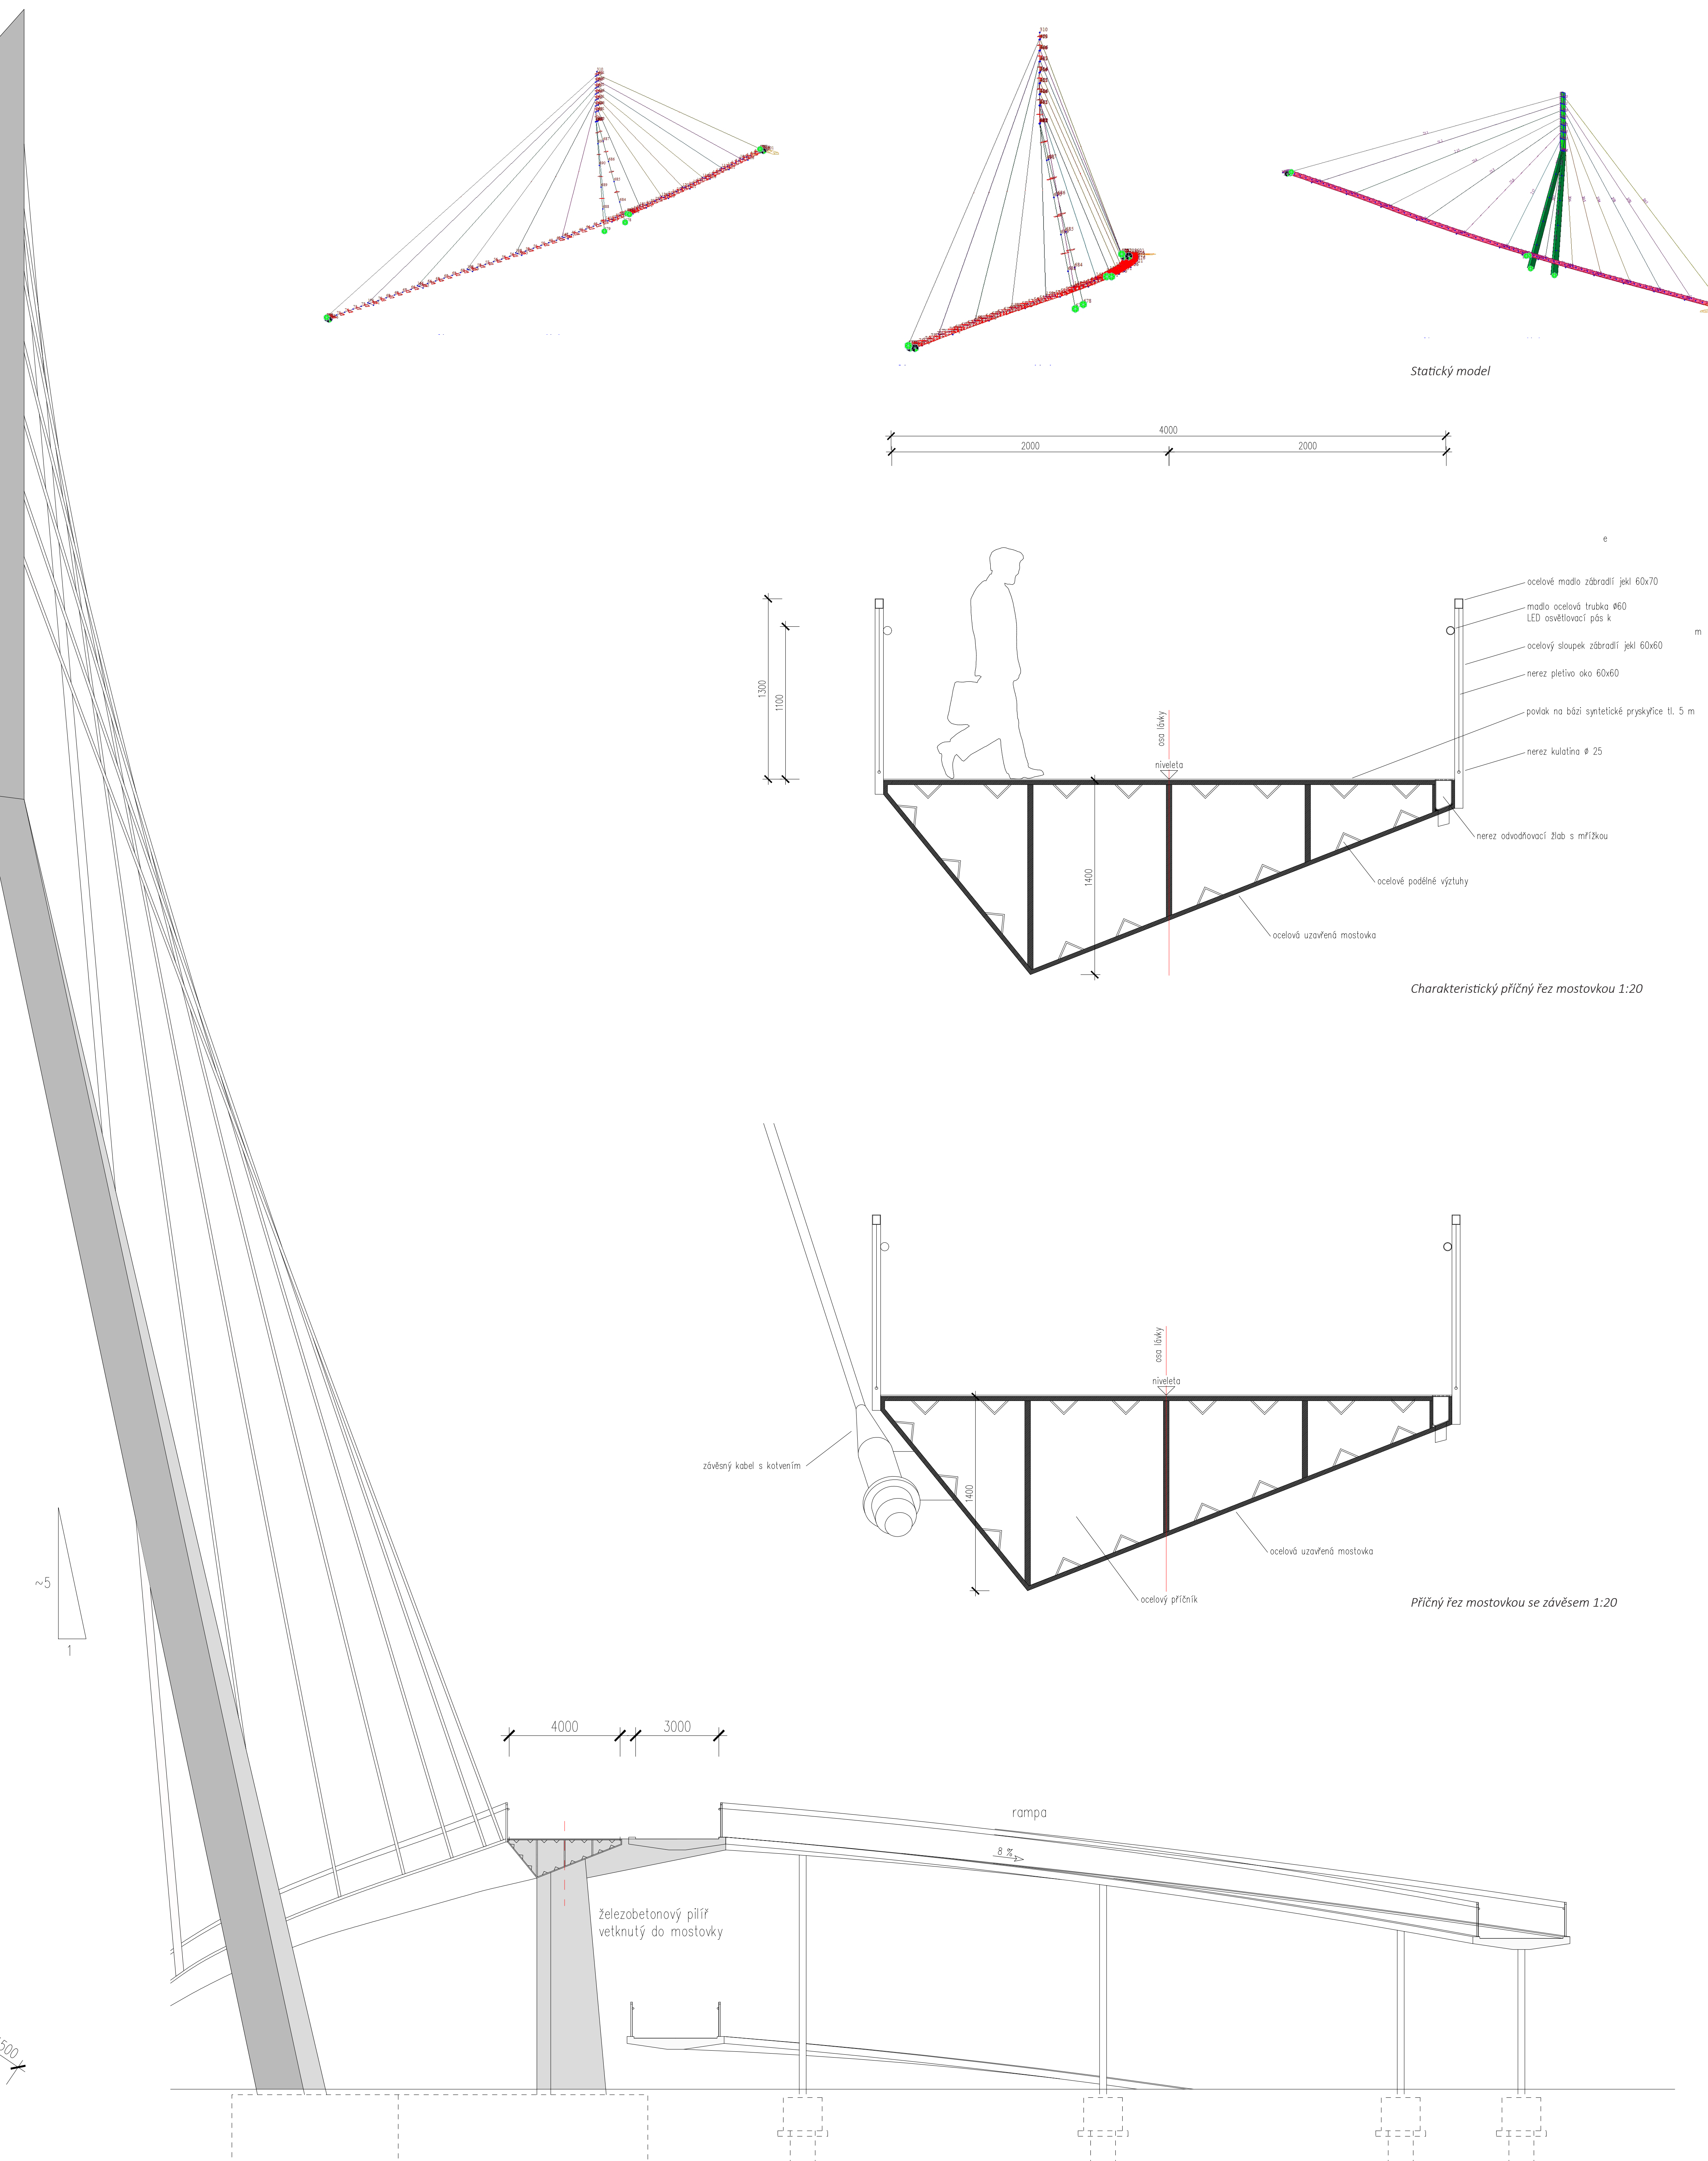 Statický model
4000
2000
2000
e
ocelové madlo zábradlí jekl 60x70
madlo ocelová trubka Ø60
LED osvětlovací pás k
m
ocelový sloupek zábradlí jekl 60x60
nerez pletivo oko 60x60
povlak na bázi syntetické pryskyřice tl. 5 m
nerez kulatina Ø 25
1300
1100
osa lávky
niveleta
nerez odvodňovací žlab s mřížkou
1400
ocelové podélné výztuhy
ocelová uzavřená mostovka
Charakteristický příčný řez mostovkou 1:20
osa lávky
niveleta
závěsný kabel s kotvením
1400
ocelová uzavřená mostovka
ocelový příčník
Příčný řez mostovkou se závěsem 1:20
~5
1
4000
3000
rampa
8 %
železobetonový pilíř
vetknutý do mostovky
500